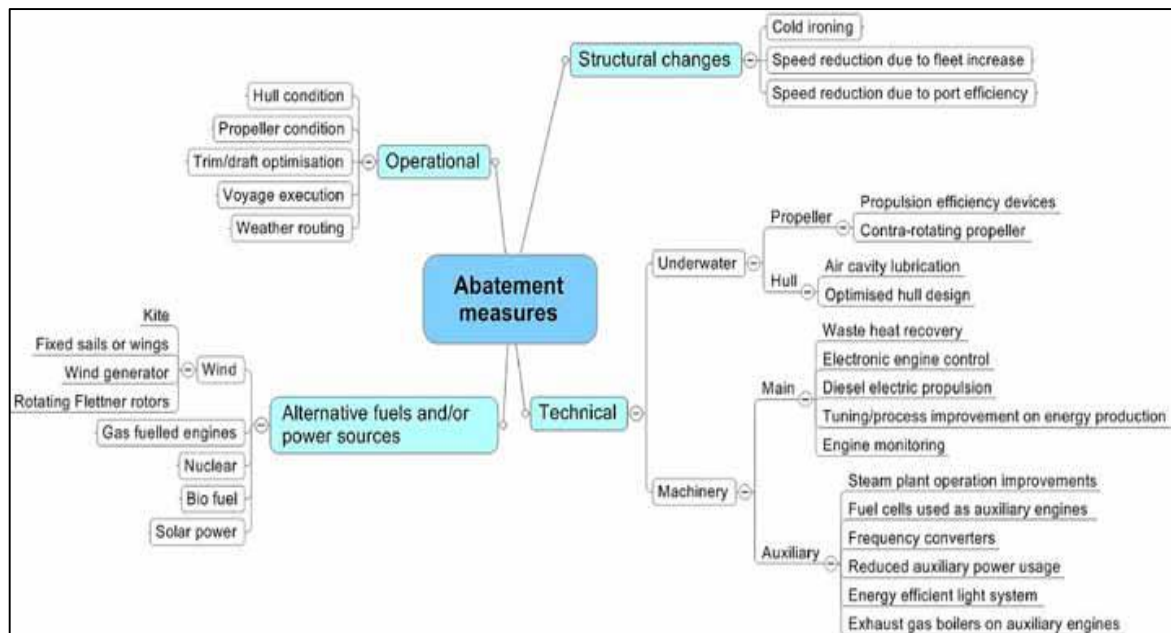 Abatement
measures
Structural changes
Cold ironing
Speed reduction due to fleet increase
Speed reduction due to port efficiency
Operational
Hull condition
Propeller condition
Trim/draft optimisation
Voyage execution
Weather routing
Technical
Underwater
Propeller
Propulsion efficiency devices
Contra-rotating propeller
Hull
Air cavity lubrication
Optimised hull design
Machinery
Main
Waste heat recovery
Electronic engine control
Diesel electric propulsion
Tuning/process improvement on energy production
Engine monitoring
Auxiliary
Steam plant operation improvements
Fuel cells used as auxiliary engines
Frequency converters
Reduced auxiliary power usage
Energy efficient light system
Exhaust gas boilers on auxiliary engines
Alternative fuels and/or
power sources
Wind
Kite
Fixed sails or wings
Wind generator
Rotating Flettner rotors
Gas fuelled engines
Nuclear
Bio fuel
Solar power